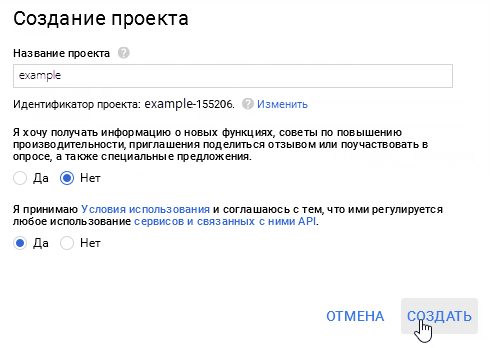 Создание проекта
Название проекта ?
example
Идентификатор проекта: example-155206. ? Изменить
Я хочу получать информацию о новых функциях, советы по повышению
производительности, приглашения поделиться отзывом или поучаствовать в
опросе, а также специальные предложения.
Да Нет
Я принимаю Условия использования и соглашаюсь с тем, что ими регулируется
любое использование сервисов и связанных с ними API.
Да Нет
ОТМЕНА СОЗДАТЬ